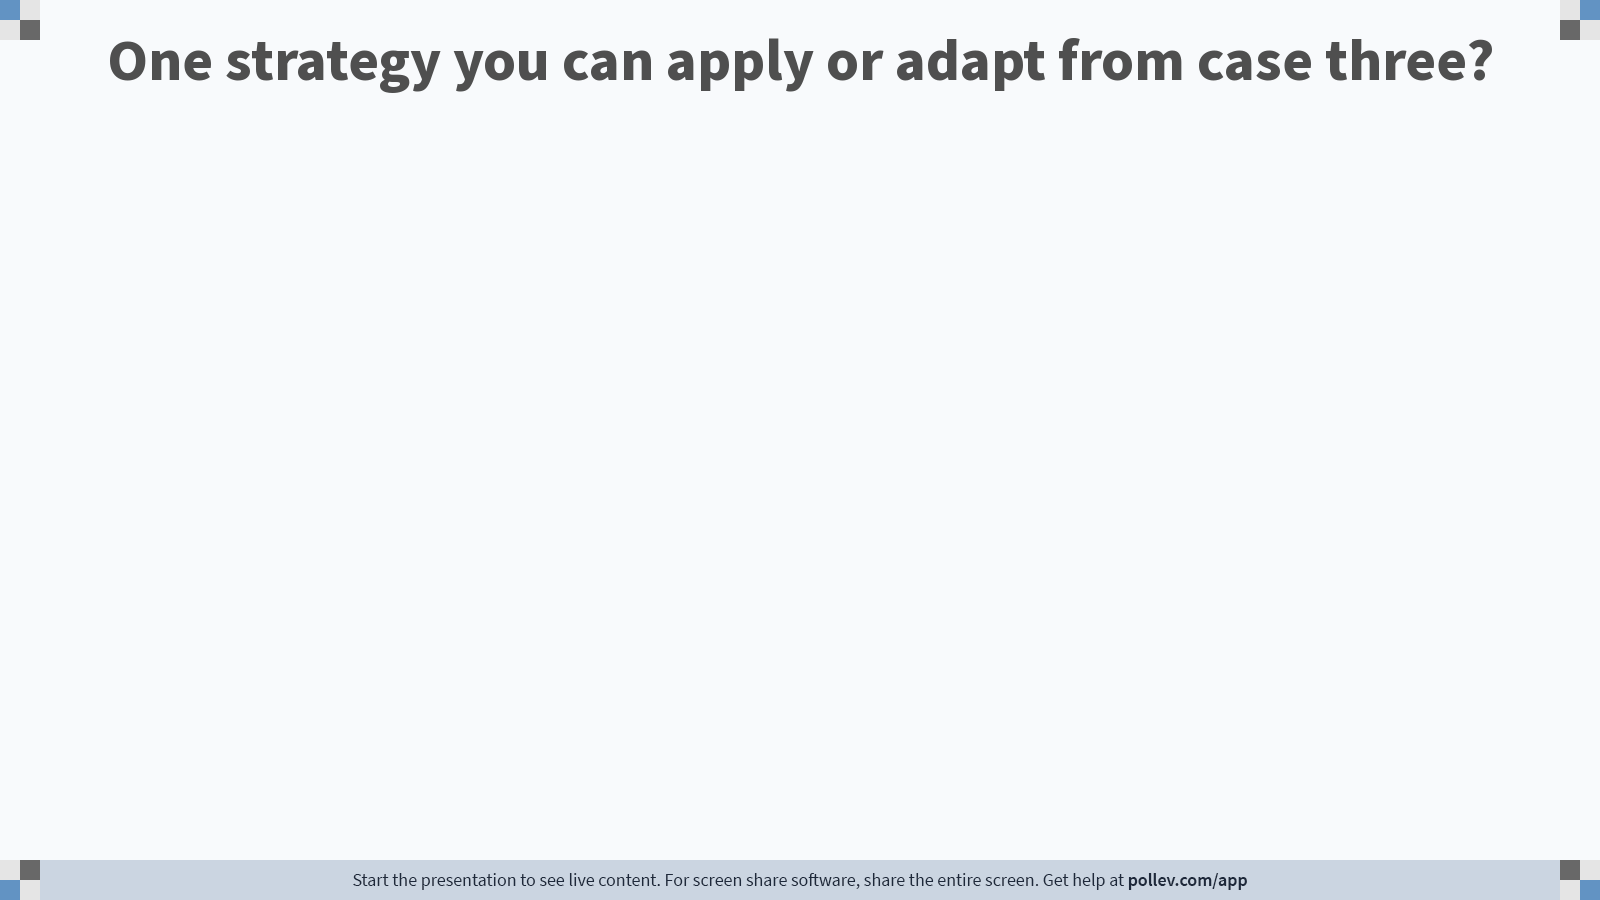 One strategy you can apply or adapt from case three?
Start the presentation to see live content. For screen share software, share the entire screen. Get help at pollev.com/app